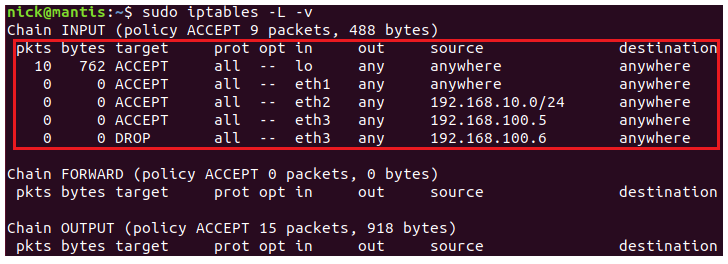 nick@mantis:~$ sudo iptables -L -v
Chain INPUT (policy ACCEPT 9 packets, 488 bytes)
pkts bytes target prot opt in out source destination
10 762 ACCEPT all -- lo any anywhere anywhere
0 0 ACCEPT all -- eth1 any anywhere anywhere
0 0 ACCEPT all -- eth2 any 192.168.10.0/24 anywhere
0 0 ACCEPT all -- eth3 any 192.168.100.5 anywhere
0 0 DROP all -- eth3 any 192.168.100.6 anywhere
Chain FORWARD (policy ACCEPT 0 packets, 0 bytes)
pkts bytes target prot opt in out source destination
Chain OUTPUT (policy ACCEPT 15 packets, 918 bytes)
pkts bytes target prot opt in out source destination